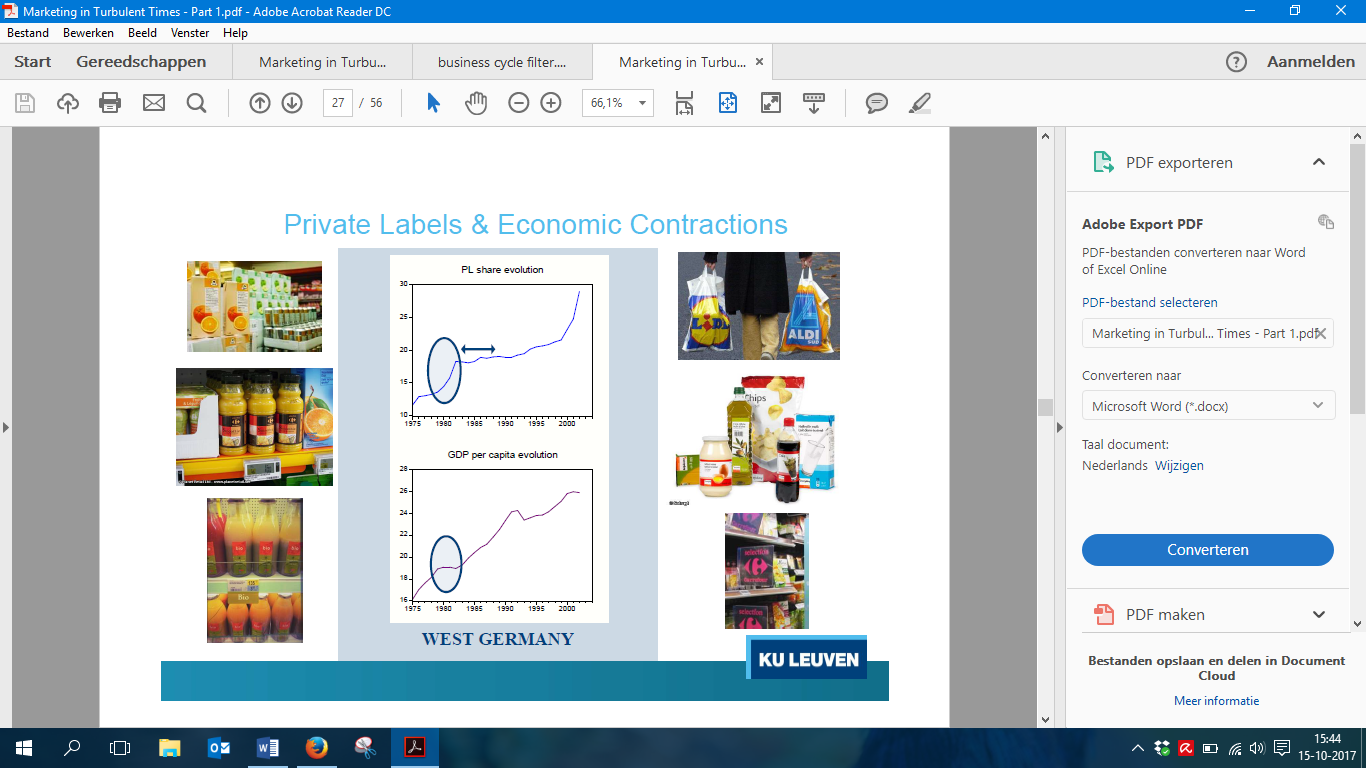 Marketing in Turbulent Times - Part 1.pdf - Adobe Acrobat Reader DC
Bestand Bewerken Beeld Venster Help
Start Gereedschappen Marketing in Turbu... business cycle filter.... Marketing in Turbu... Aanmelden
27 / 56 66,1%
Private Labels & Economic Contractions
PL share evolution
30
25
20
15
10
1975 1980 1985 1990 1995 2000
GDP per capita evolution
28
26
24
22
20
18
16
1975 1980 1985 1990 1995 2000
WEST GERMANY
KU LEUVEN
bio
Bio
LIDL
ALDI
SÜD
Chips
selection
Carrefour
selection
PDF exporteren
Adobe Export PDF
PDF-bestanden converteren naar Word
of Excel Online
PDF-bestand selecteren
Marketing in Turbul... Times - Part 1.pdf
Converteren naar
Microsoft Word (*.docx)
Taal document:
Nederlands Wijzigen
Converteren
PDF maken
Bestanden opslaan en delen in Document
Cloud
Meer informatie
15:44
15-10-2017